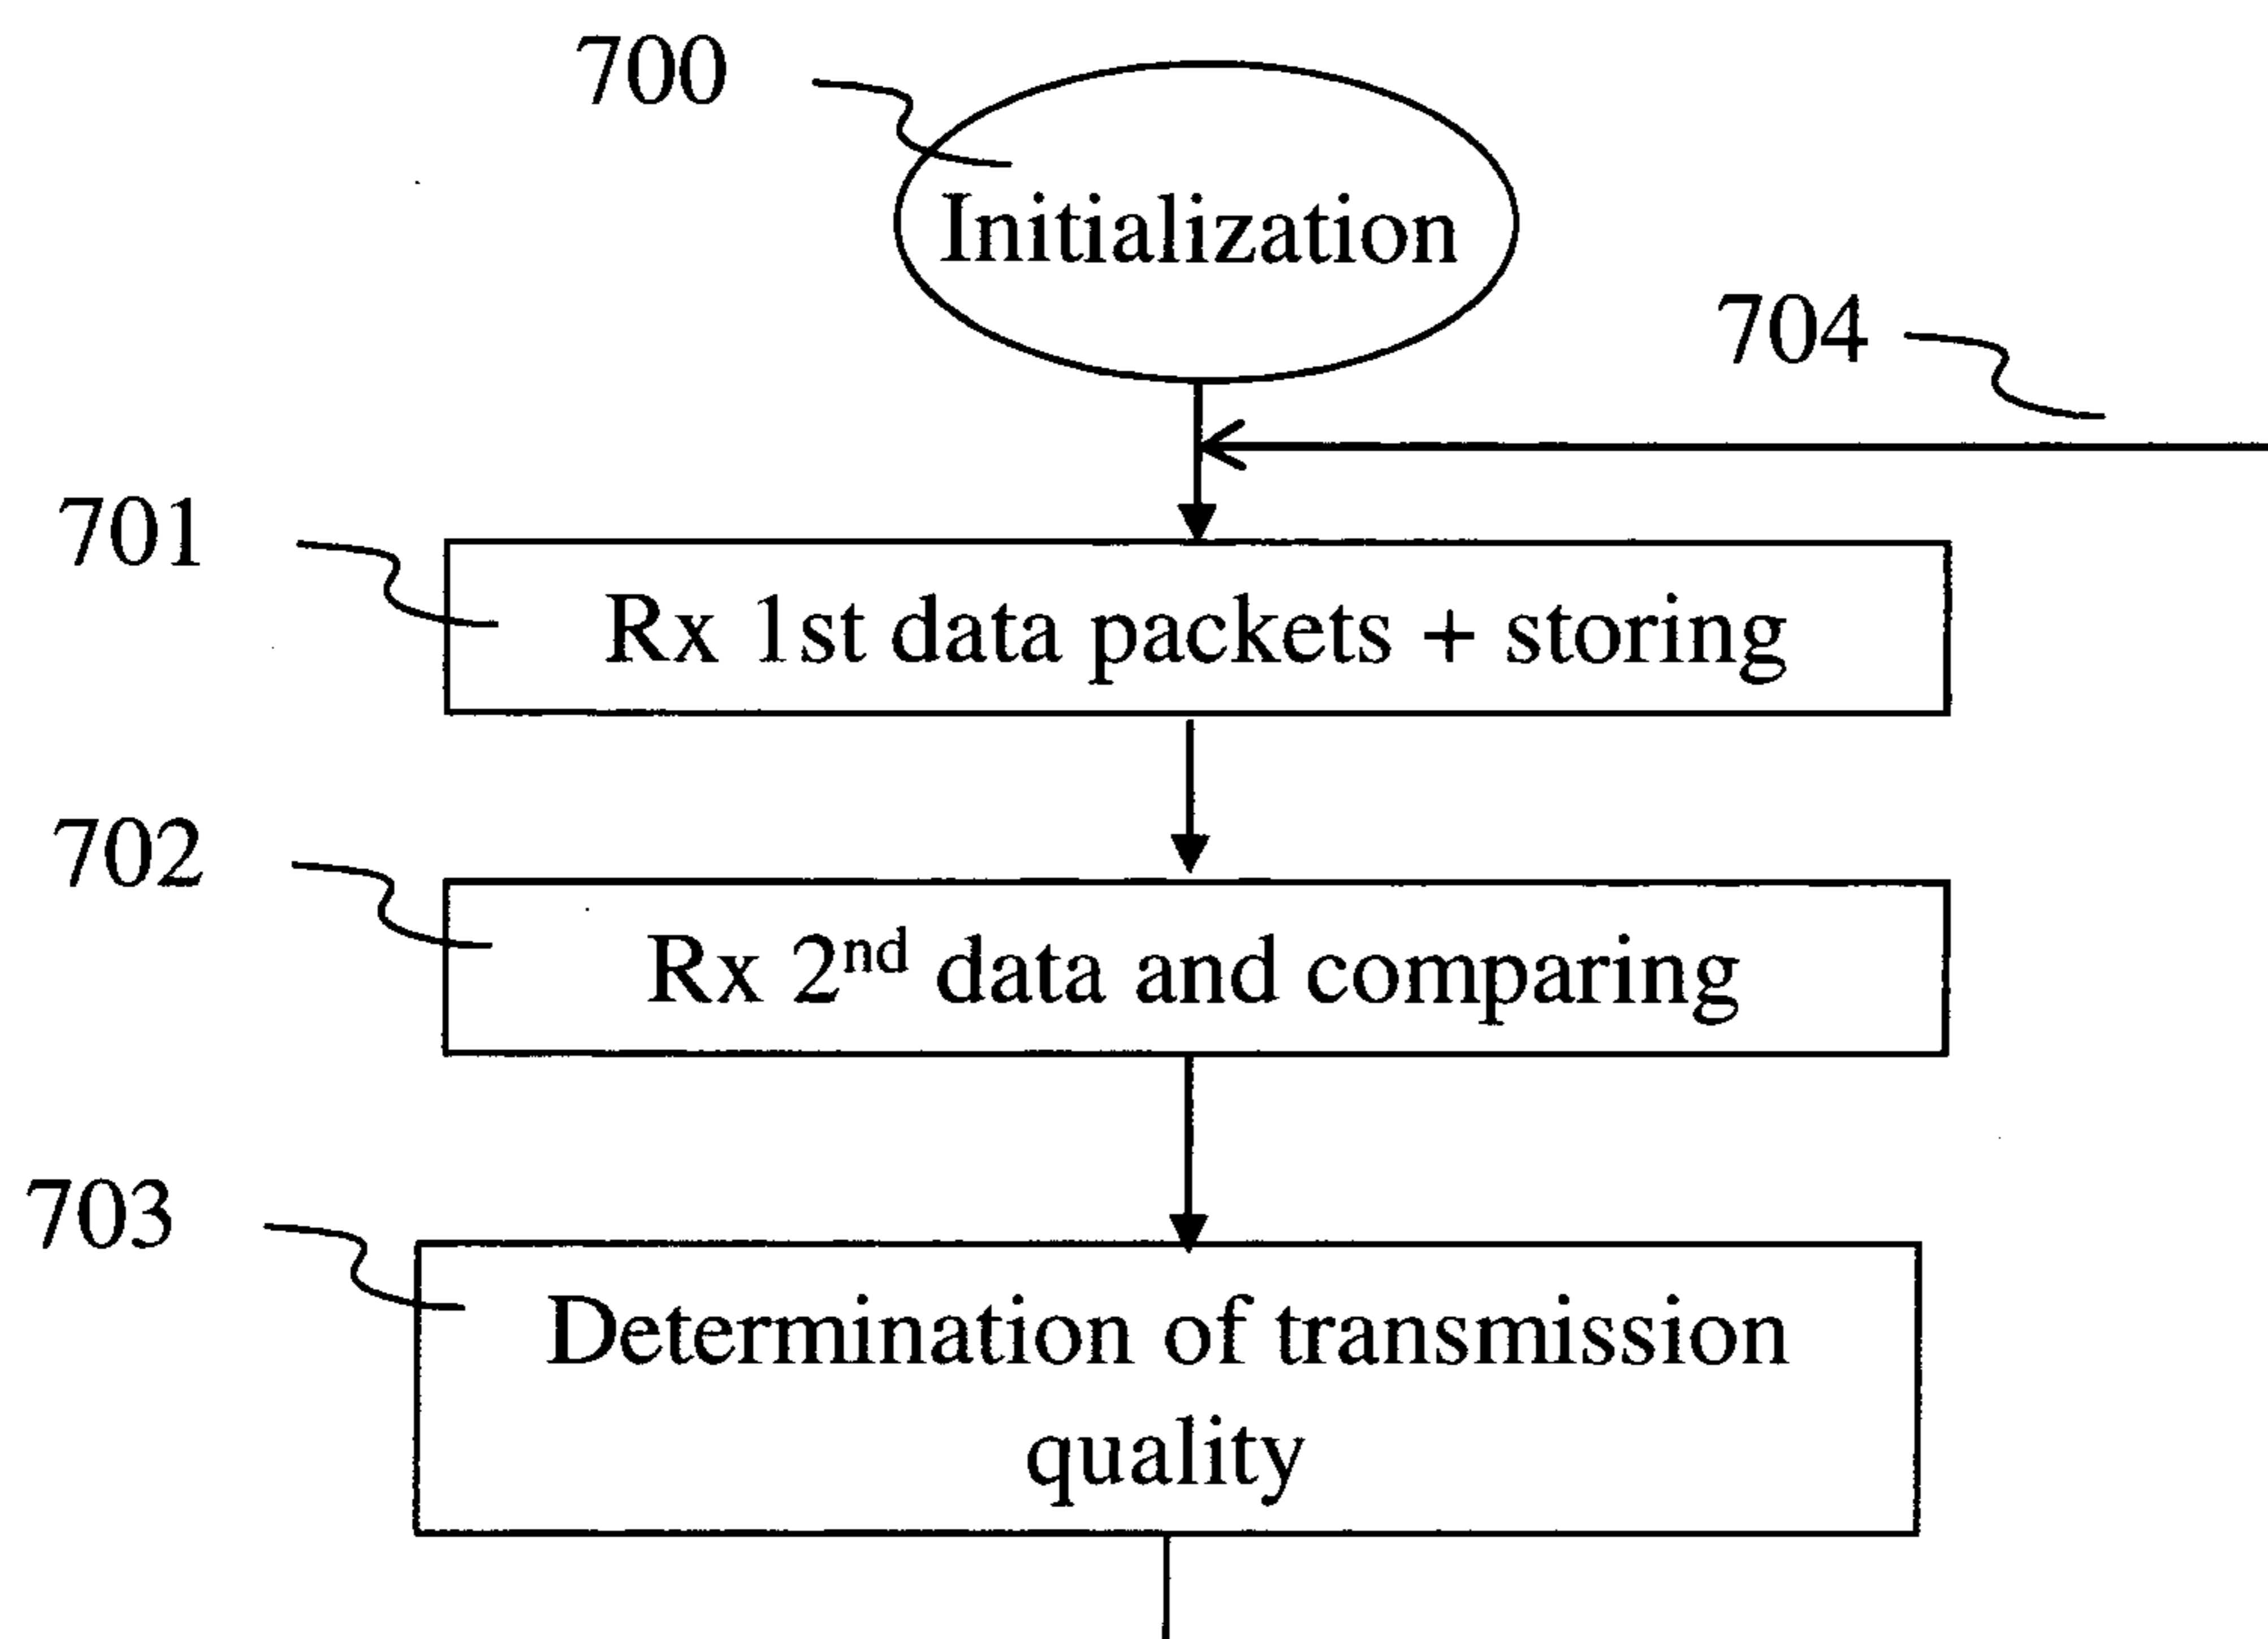 700
Initialization
704
701
Rx 1st data packets + storing
702
Rx 2nd data and comparing
703
Determination of transmission
quality